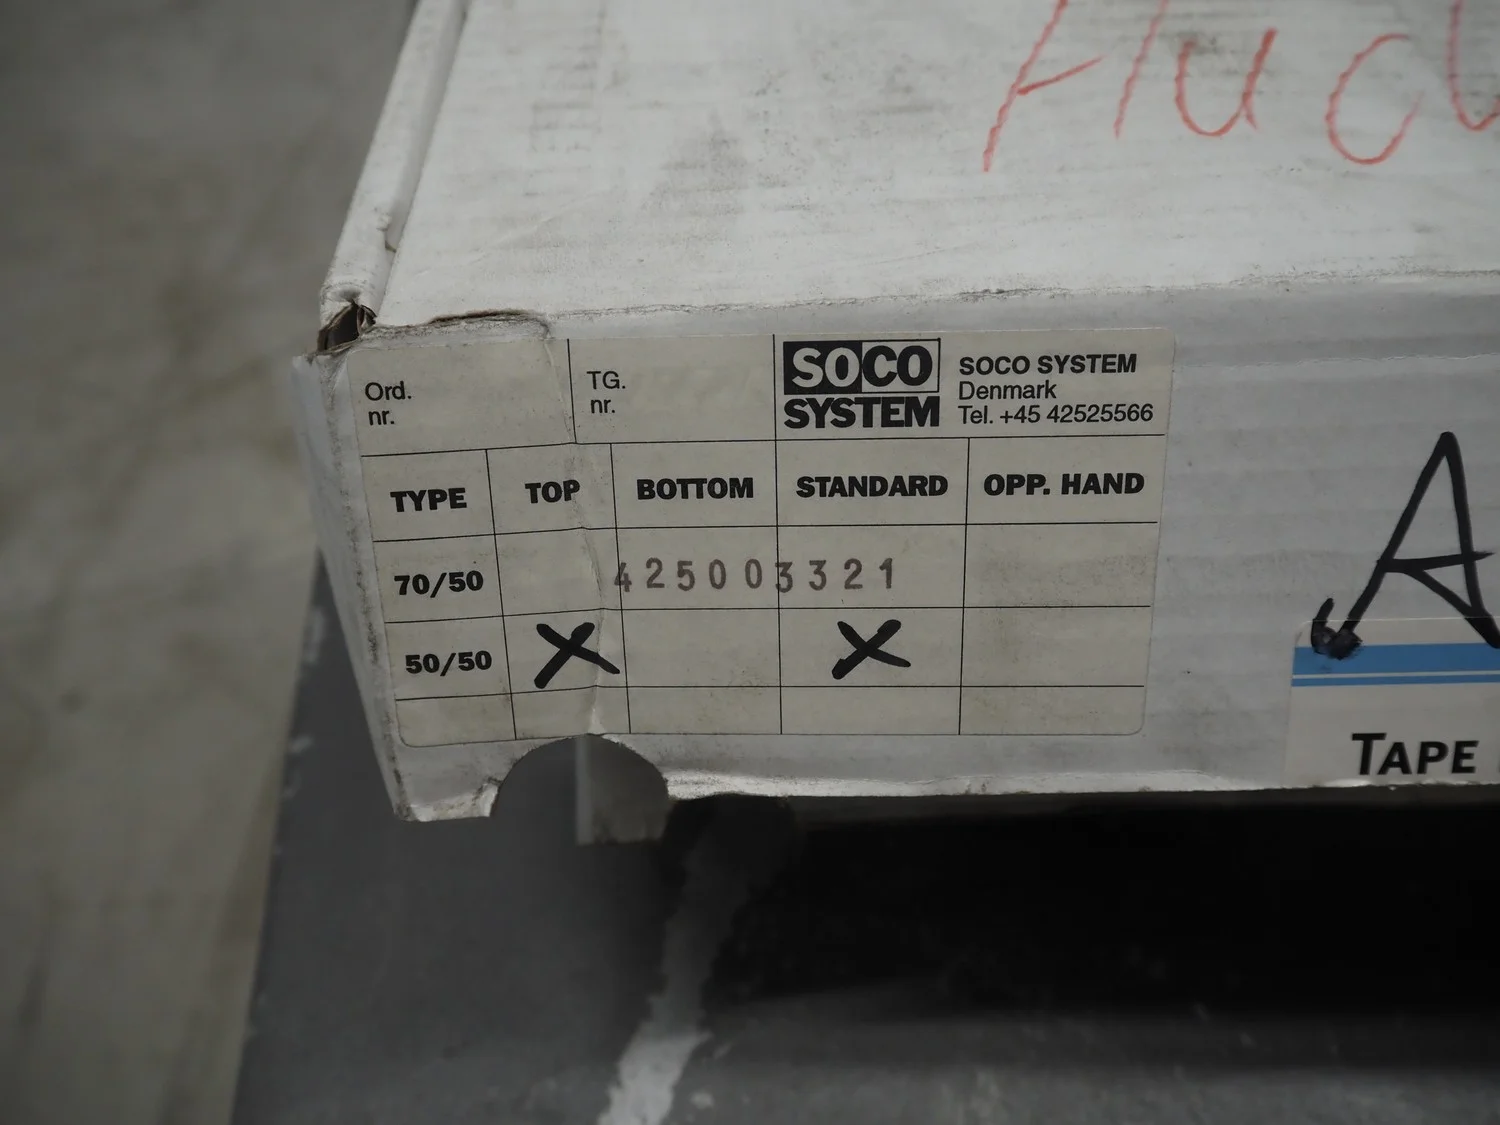 Ord.
nr.
TG.
nr.
SOCO
SYSTEM
SOCO SYSTEM
Denmark
Tel. +45 42525566
TYPE TOP BOTTOM STANDARD OPP. HAND
70/50 425003321
50/50 X X
A
TAPE